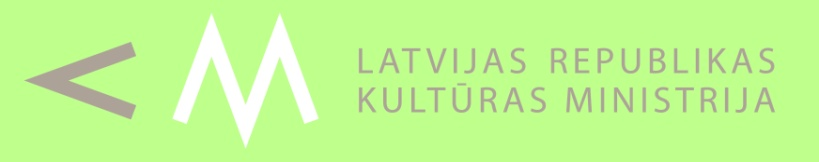 LATVIJAS REPUBLIKAS
KULTŪRAS MINISTRIJA